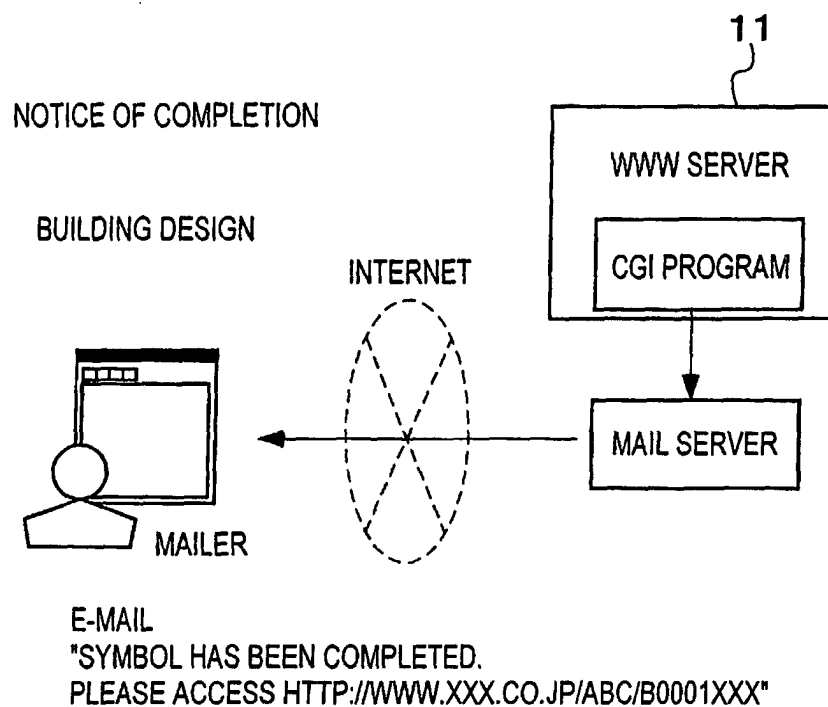 11
NOTICE OF COMPLETION
WWW SERVER
BUILDING DESIGN
CGI PROGRAM
INTERNET
MAIL SERVER
MAILER
E-MAIL
"SYMBOL HAS BEEN COMPLETED.
PLEASE ACCESS HTTP://WWW.XXX.CO.JP/ABC/B0001XXX"